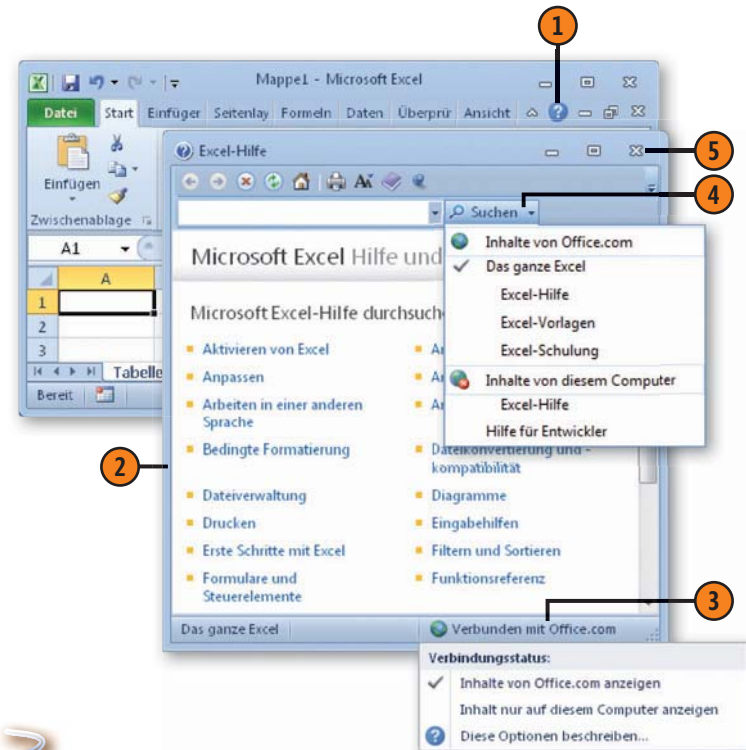 1
Mappe1 - Microsoft Excel
Datei Start Einfüger Seitenlay Formeln Daten Überprür Ansicht
Excel-Hilfe
5
Einfügen
4
Suchen
Zwischenablage
A1
Inhalte von Office.com
Microsoft Excel Hilfe und
Das ganze Excel
A
Excel-Hilfe
1
Microsoft Excel-Hilfe durchsuch
Excel-Vorlagen
2
Excel-Schulung
3
Aktivieren von Excel
Tabelle
Anpassen
Inhalte von diesem Computer
Bereit
Arbeiten in einer anderen
Sprache
Excel-Hilfe
Hilfe für Entwickler
2
Bedingte Formatierung
Dateikonvertierung und -
kompatibilität
Dateiverwaltung
Diagramme
Drucken
Eingabehilfen
Erste Schritte mit Excel
Filtern und Sortieren
Formulare und
Steuerelemente
Funktionsreferenz
3
Das ganze Excel
Verbunden mit Office.com
Verbindungsstatus:
Inhalte von Office.com anzeigen
Inhalt nur auf diesem Computer anzeigen
Diese Optionen beschreiben...